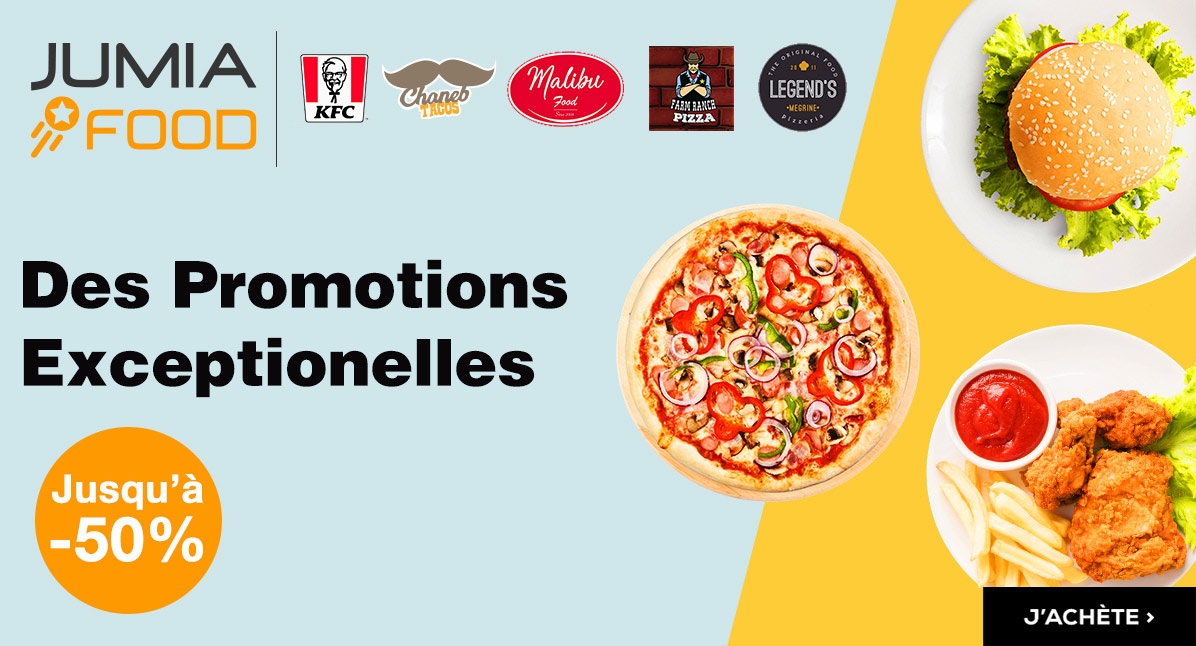 JUMIA
FOOD
KFC
Chaneb
TACOS
Malibu
Food
FARM RANCH
PIZZA
THE ORIGINAL FOOD
2011
LEGEND'S
MEGRINE
pizzeria
Des Promotions
Exceptionelles
Jusqu'à
-50%
J'ACHÈTE ›